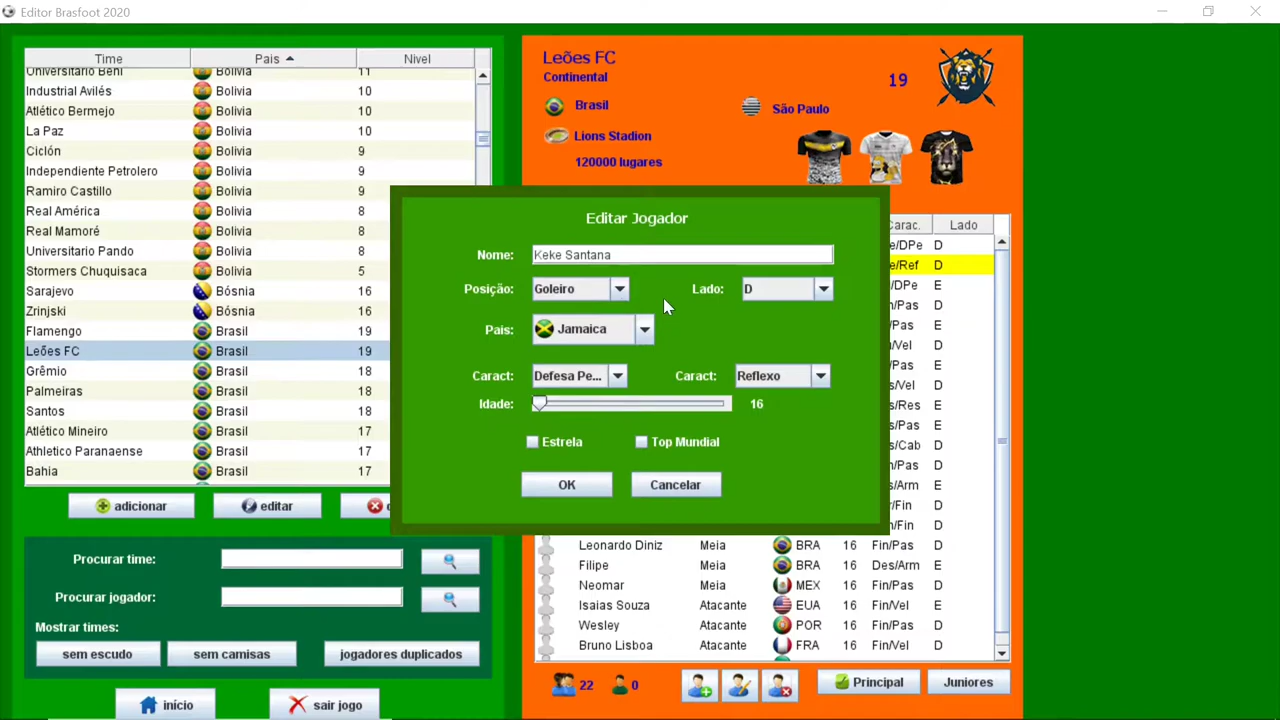 Editor Brasfoot 2020
Time Pais Nivel
Universitario Beni Bolivia 11
Industrial Avilés Bolivia 10
Atlético Bermejo Bolivia 10
La Paz Bolivia 10
Ciclón Bolivia 9
Independiente Petrolero Bolivia 9
Ramiro Castillo Bolivia 9
Real América Bolivia 8
Real Mamoré Bolivia 8
Universitario Pando Bolivia 8
Stormers Chuquisaca Bolivia 5
Sarajevo Bósnia 16
Zrinjski Bósnia 16
Flamengo Brasil 19
Leões FC Brasil 19
Grêmio Brasil 18
Palmeiras Brasil 18
Santos Brasil 18
Atlético Mineiro Brasil 17
Athletico Paranaense Brasil 17
Bahia Brasil 17
adicionar editar
Procurar time:
Procurar jogador:
Mostrar times:
sem escudo sem camisas jogadores duplicados
início sair jogo
Leões FC
Continental
19
Brasil São Paulo
Lions Stadion
120000 lugares
Editar Jogador
Nome: Keke Santana
Posição: Goleiro Lado: D
Pais: Jamaica
Caract: Defesa Pe... Caract: Reflexo
Idade: 16
Estrela Top Mundial
OK Cancelar
Carac. Lado
e/DPe D
e/Ref D
/DPe E
n/Pas D
/Pas E
/Vel D
/Pas E
s/Vel D
s/Res E
s/Pas E
s/Cab D
n/Pas D
s/Arm E
r/Fin D
/Fin D
Leonardo Diniz Meia BRA 16 Fin/Pas D
Filipe Meia BRA 16 Des/Arm E
Neomar Meia MEX 16 Fin/Pas D
Isaias Souza Atacante EUA 16 Fin/Vel E
Wesley Atacante POR 16 Fin/Pas D
Bruno Lisboa Atacante FRA 16 Fin/Vel D
22 0 Principal Juniores